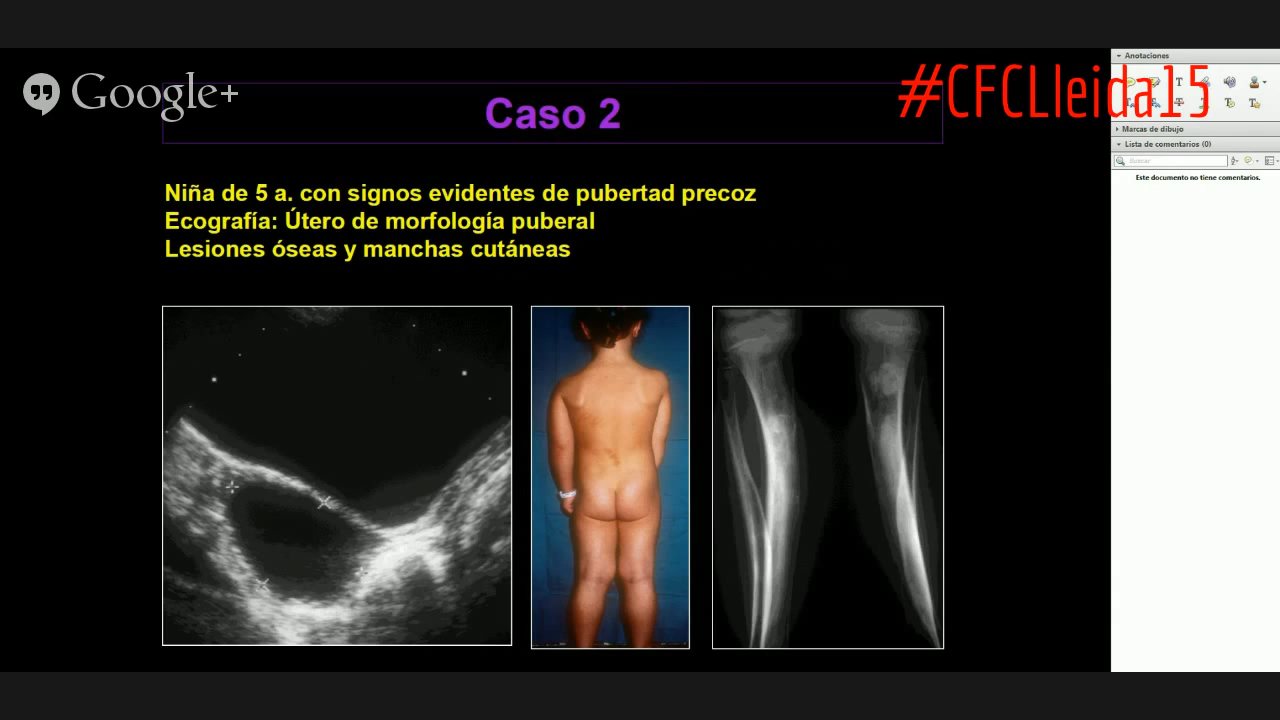 Google+
#CFCLleida15
Caso 2
Niña de 5 a. con signos evidentes de pubertad precoz
Ecografía: Útero de morfología puberal
Lesiones óseas y manchas cutáneas
Anotaciones
Marcas de dibujo
Lista de comentarios (0)
Buscar
Este documento no tiene comentarios.